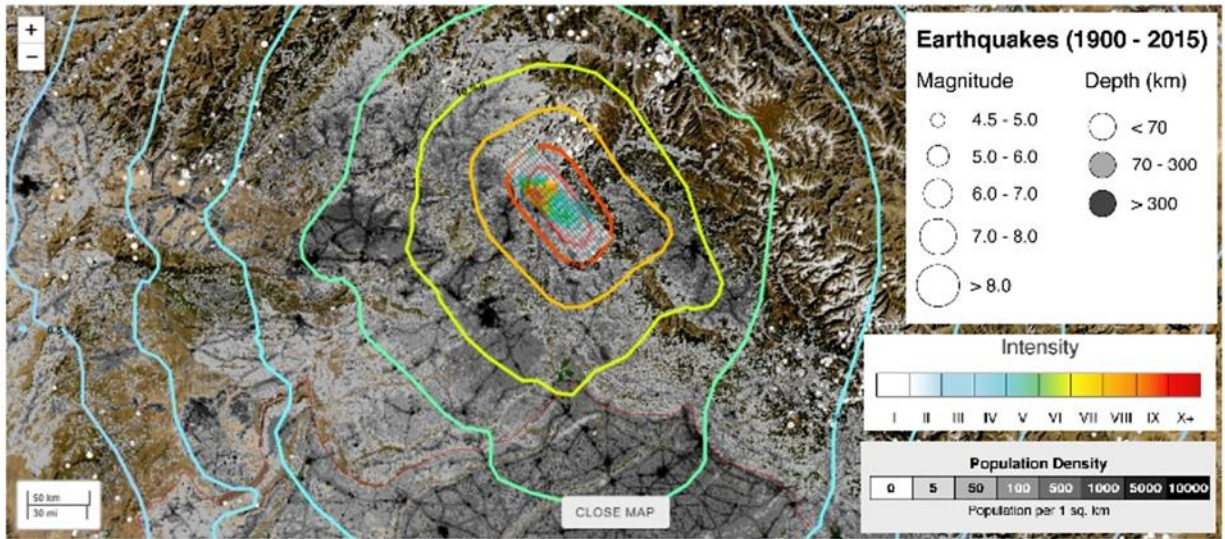 +
−
Earthquakes (1900 - 2015)
Magnitude
4.5 - 5.0
5.0 - 6.0
6.0 - 7.0
7.0 - 8.0
> 8.0
Depth (km)
< 70
70 - 300
> 300
Intensity
I II III IV V VI VII VIII IX X+
Population Density
0 5 50 100 500 1000 5000 10000
Population per 1 sq. km
50 km
30 mi
CLOSE MAP